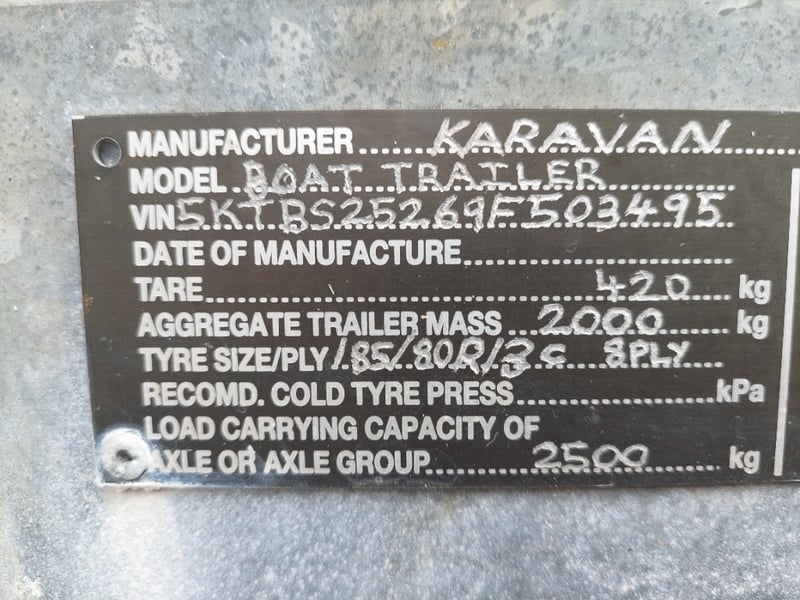 MANUFACTURER.......KARAVAN
MODEL.BOAT TRAILER
VIN 5KTBS25269F503495
DATE OF MANUFACTURE..............................
TARE..............................420.....kg
AGGREGATE TRAILER MASS...2000......kg
TYRE SIZE/PLY 185/80R13C 8PLY
RECOMD. COLD TYRE PRESS......................kPa
LOAD CARRYING CAPACITY OF
AXLE OR AXLE GROUP............2500........kg